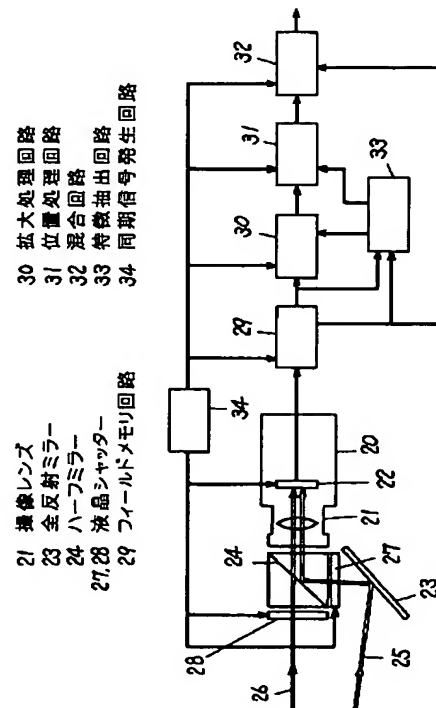 21 撮像レンズ
23 全反射ミラー
24 ハーフミラー
27,28 液晶シャッター
29 フィールドメモリ回路
30 拡大処理回路
31 位置処理回路
32 混合回路
33 特徴抽出回路
34 同期信号発生回路
34
32
31
30
29
33
28
24
21
22
20
27
26
25
23